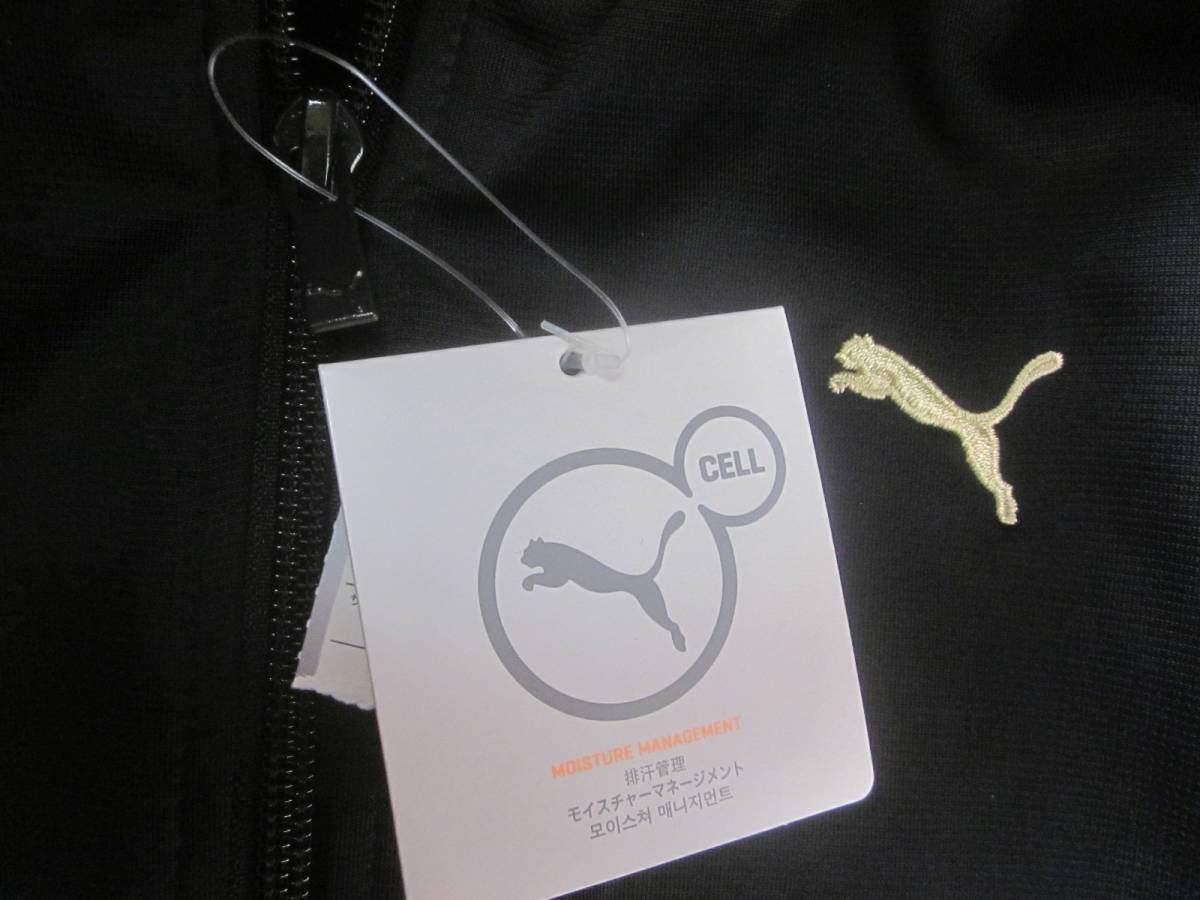 CELL
MOISTURE MANAGEMENT
排汗管理
モイスチャーマネージメント
모이스쳐 매니지먼트